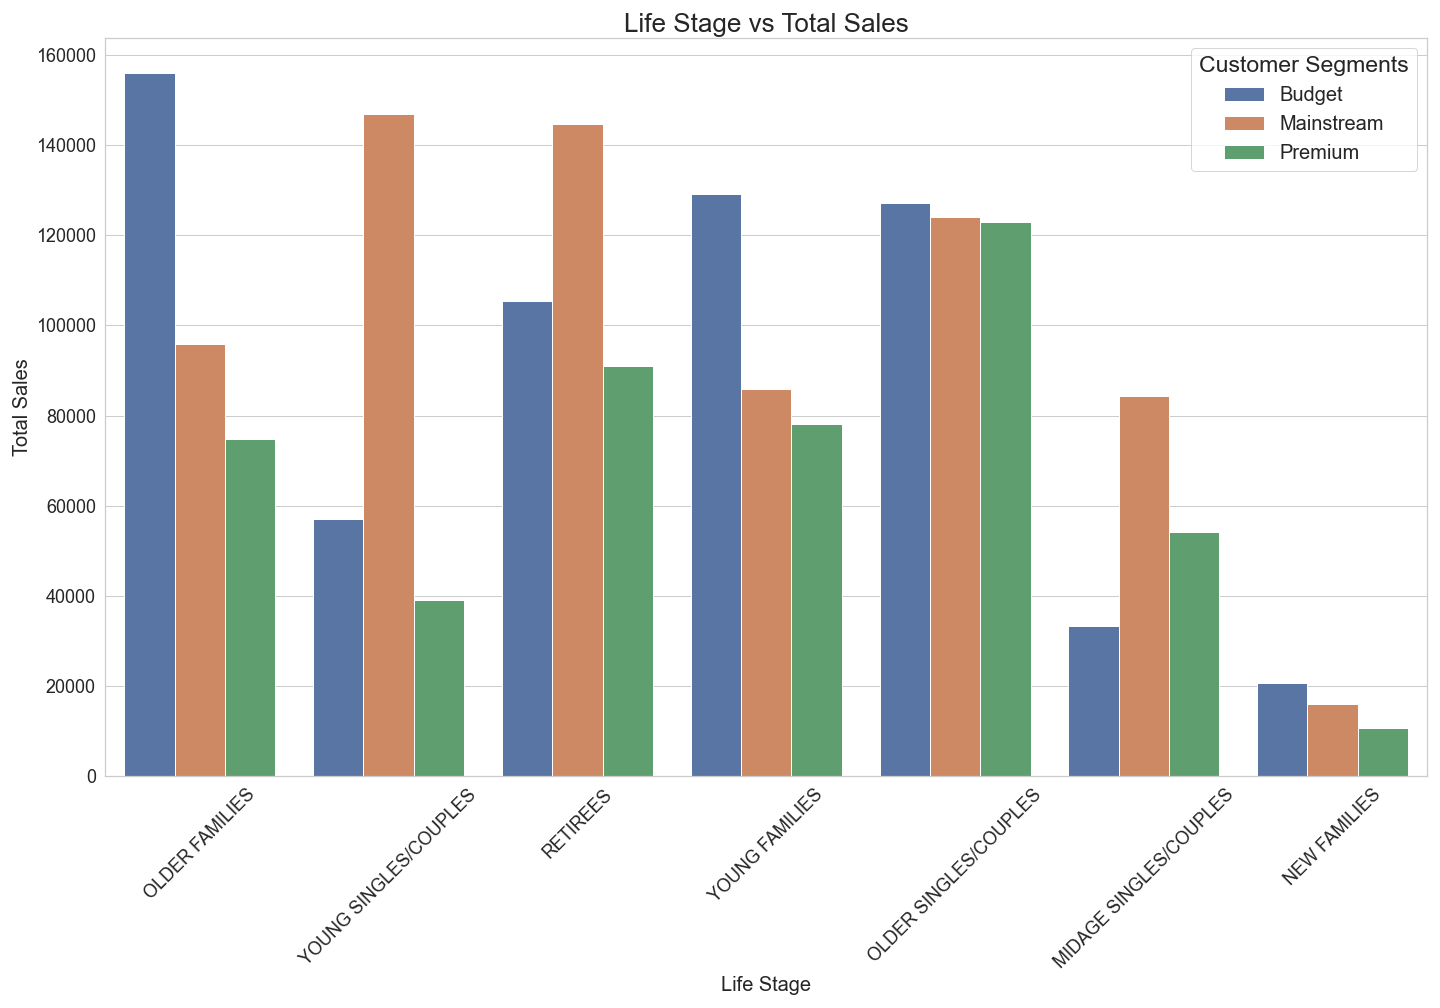 Life Stage vs Total Sales
Customer Segments
Budget
Mainstream
Premium
Total Sales
160000
140000
120000
100000
80000
60000
40000
20000
0
OLDER FAMILIES
YOUNG SINGLES/COUPLES
RETIREES
YOUNG FAMILIES
OLDER SINGLES/COUPLES
MIDAGE SINGLES/COUPLES
NEW FAMILIES
Life Stage